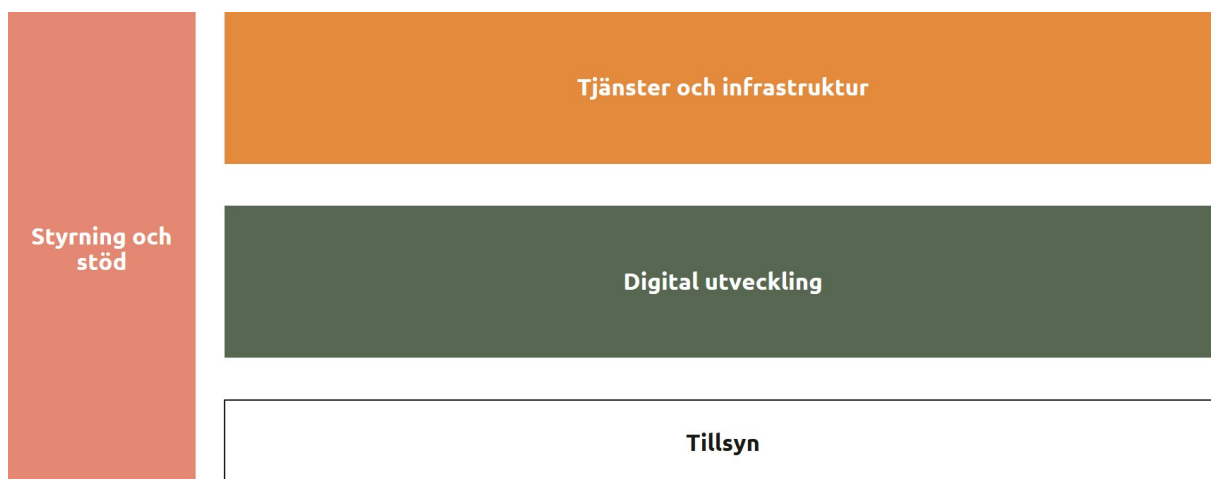 Styrning och
stöd
Tjänster och infrastruktur
Digital utveckling
Tillsyn